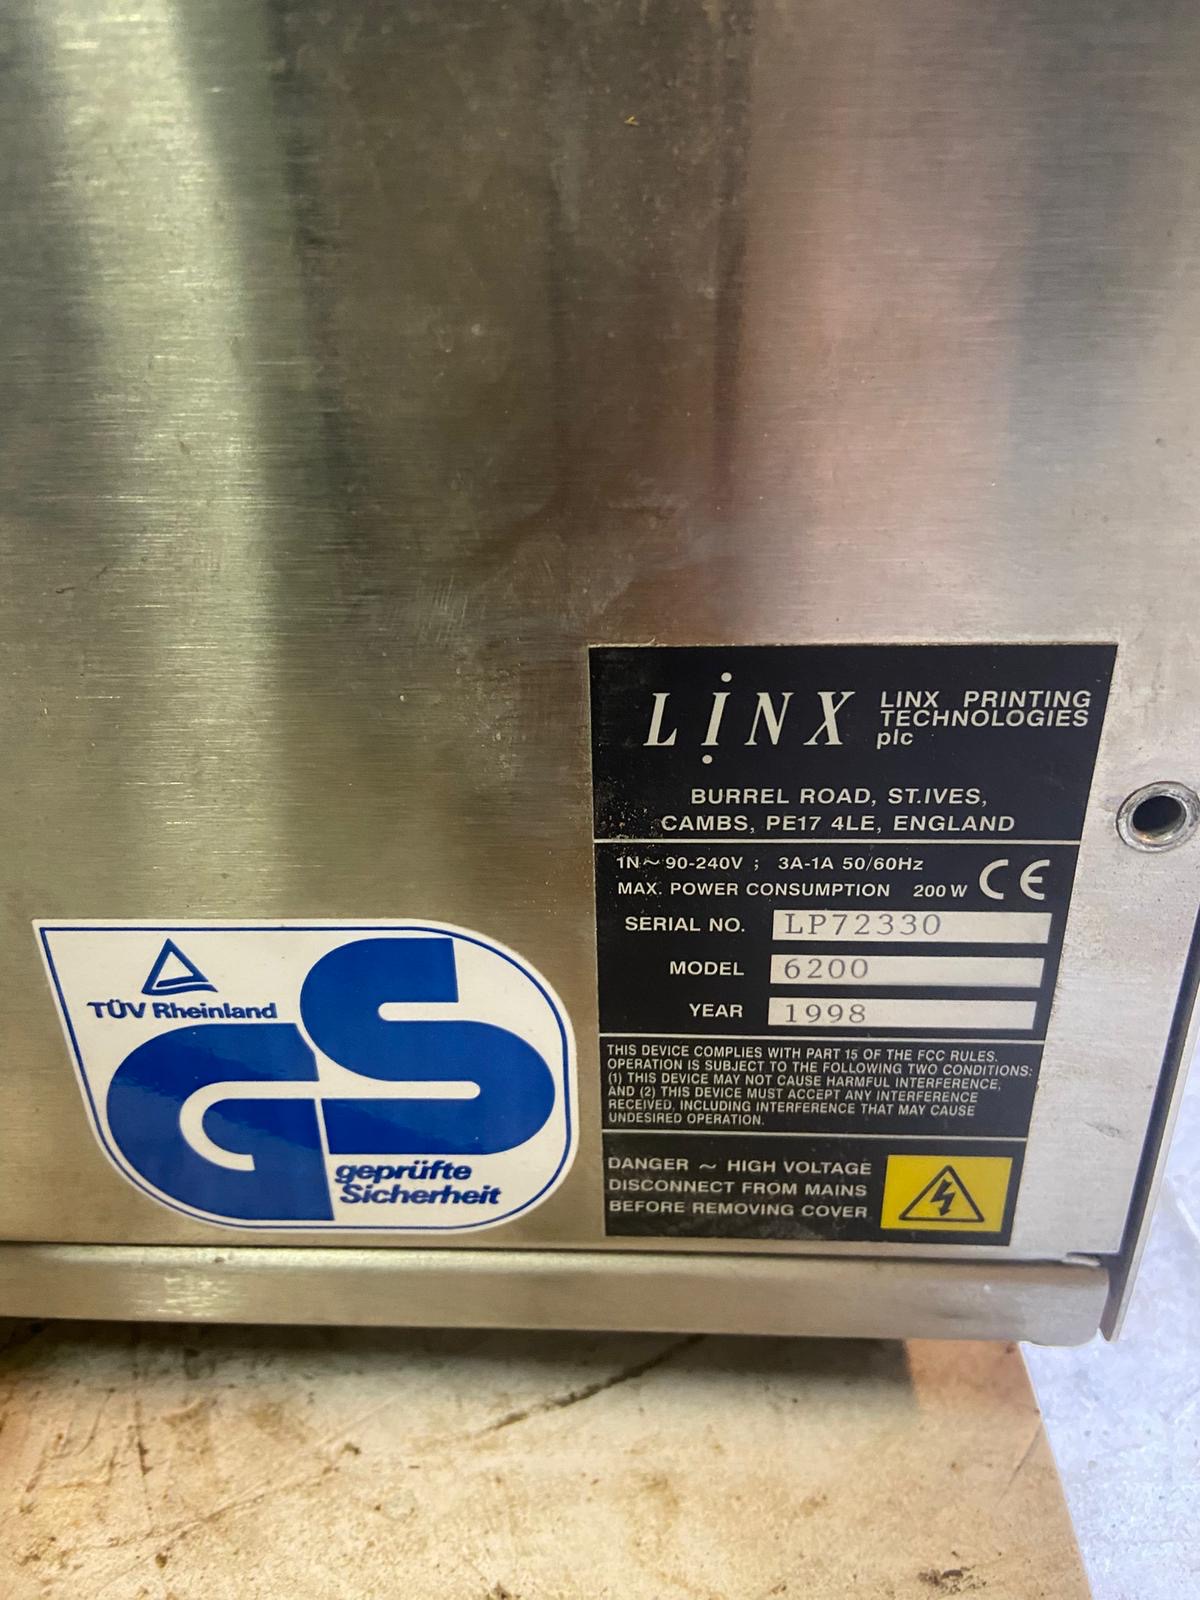 LINX
LINX PRINTING
TECHNOLOGIES
plc
BURREL ROAD, ST.IVES,
CAMBS, PE17 4LE, ENGLAND
1N~ 90-240V ; 3A-1A 50/60Hz
MAX. POWER CONSUMPTION 200 W
CE
SERIAL NO. LP72330
MODEL 6200
YEAR 1998
THIS DEVICE COMPLIES WITH PART 15 OF THE FCC RULES.
OPERATION IS SUBJECT TO THE FOLLOWING TWO CONDITIONS:
(1) THIS DEVICE MAY NOT CAUSE HARMFUL INTERFERENCE,
AND (2) THIS DEVICE MUST ACCEPT ANY INTERFERENCE
RECEIVED, INCLUDING INTERFERENCE THAT MAY CAUSE
UNDESIRED OPERATION.
DANGER ~ HIGH VOLTAGE
DISCONNECT FROM MAINS
BEFORE REMOVING COVER
TÜV Rheinland
GS
geprüfte
Sicherheit